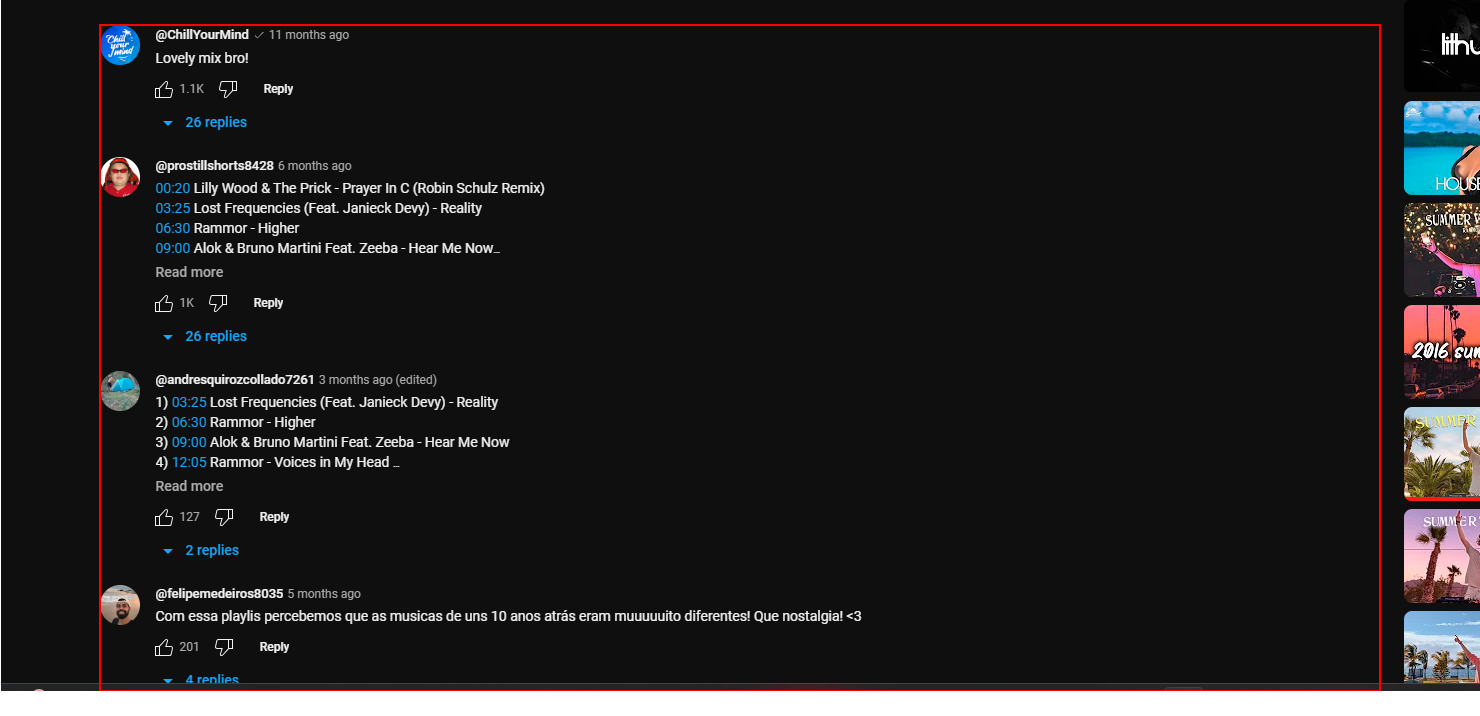 @ChillYourMind 11 months ago
Lovely mix bro!
1.1K Reply
26 replies
@prostillshorts8428 6 months ago
00:20 Lilly Wood & The Prick - Prayer In C (Robin Schulz Remix)
03:25 Lost Frequencies (Feat. Janieck Devy) - Reality
06:30 Rammor - Higher
09:00 Alok & Bruno Martini Feat. Zeeba - Hear Me Now…
Read more
1K Reply
26 replies
@andresquirozcollado7261 3 months ago (edited)
1) 03:25 Lost Frequencies (Feat. Janieck Devy) - Reality
2) 06:30 Rammor - Higher
3) 09:00 Alok & Bruno Martini Feat. Zeeba - Hear Me Now
4) 12:05 Rammor - Voices in My Head …
Read more
127 Reply
2 replies
@felipemedeiros8035 5 months ago
Com essa playlis percebemos que as musicas de uns 10 anos atrás eram muuuuuito diferentes! Que nostalgia! <3
201 Reply
4 replies
Chill your mind
lithu
HOUSE
SUMMER V
2016 sum
SUMMER
SUMMER